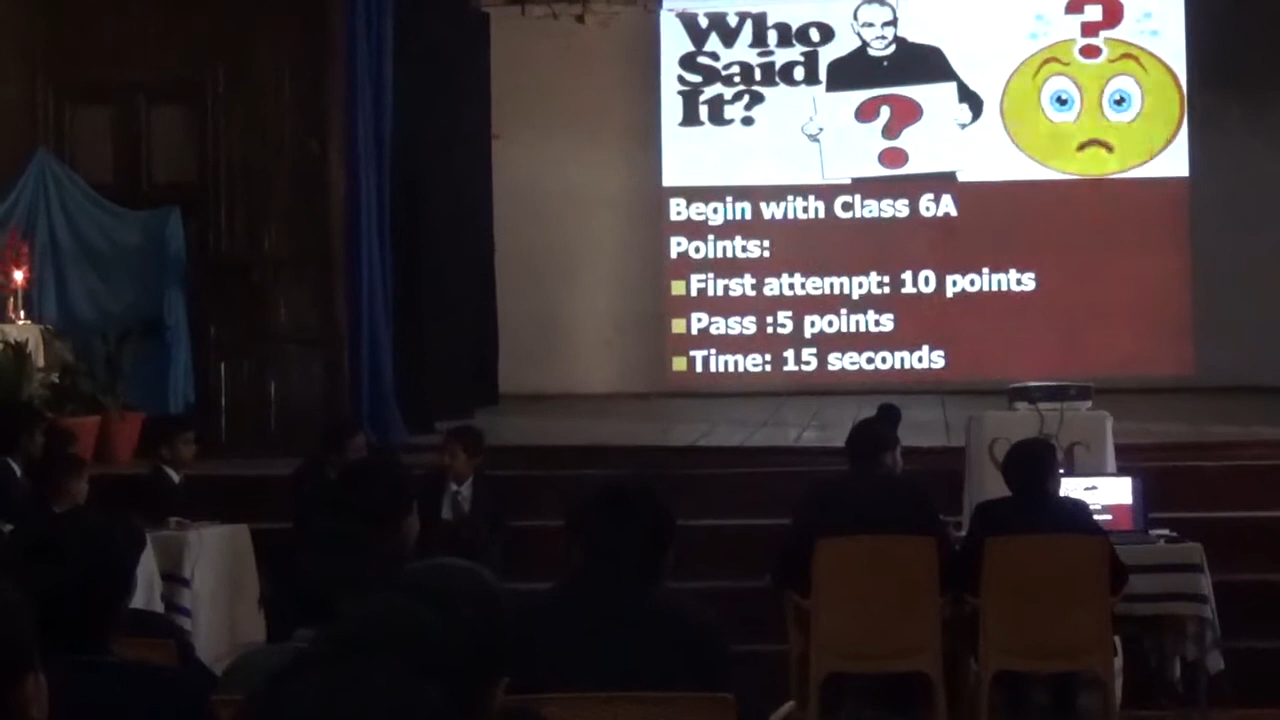 Who
Said
It?
?
?
Begin with Class 6A
Points:
First attempt: 10 points
Pass :5 points
Time: 15 seconds